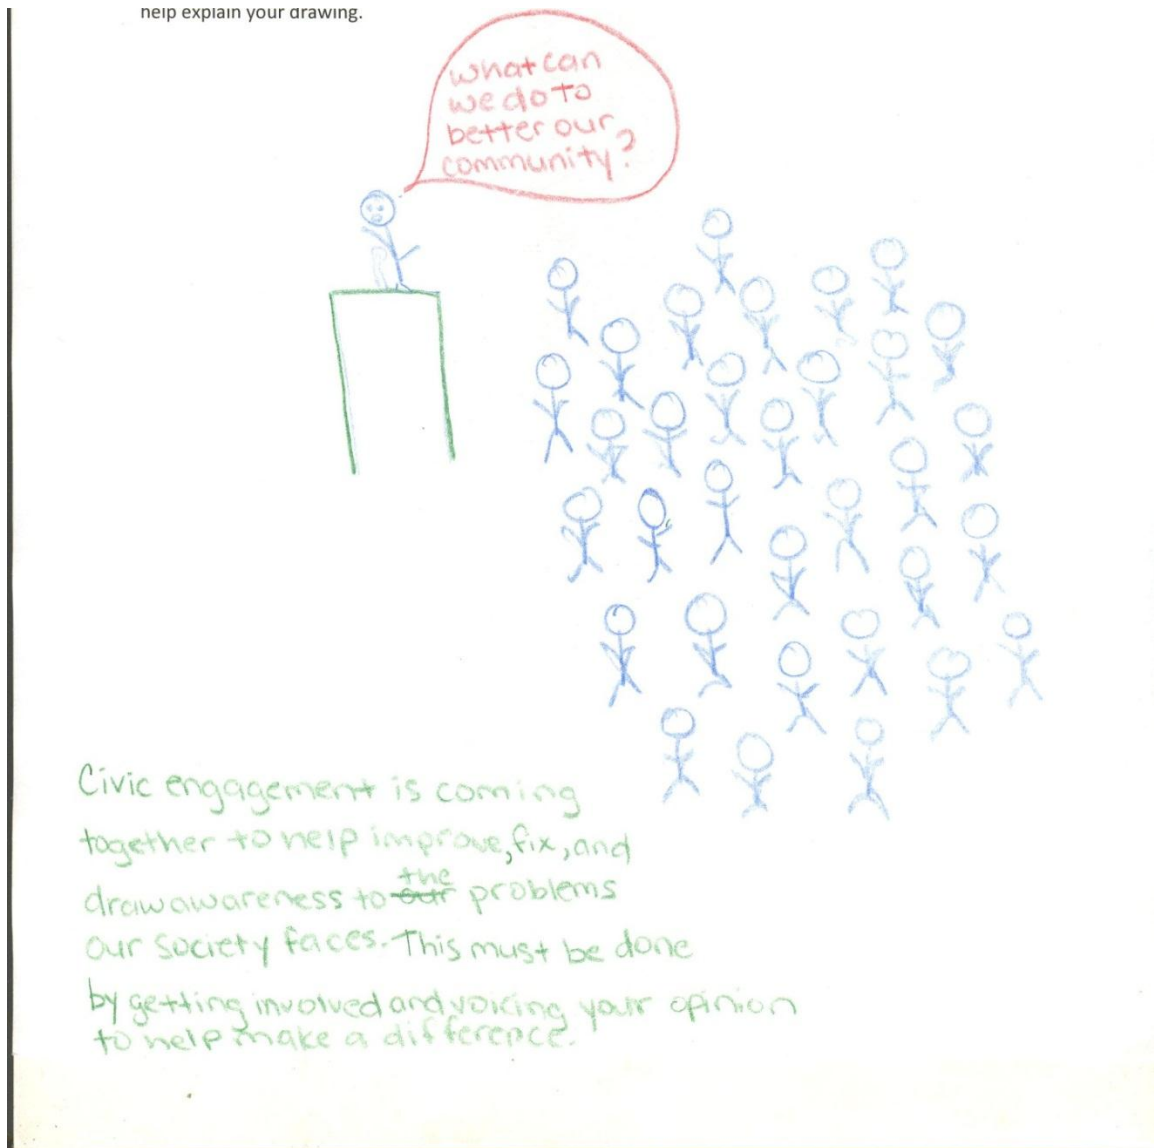 help explain your drawing.
What can
we do to
better our
community?
Civic engagement is coming
together to help improve, fix, and
the
draw awareness to our problems
our society faces. This must be done
by getting involved and voicing your opinion
to help make a difference.